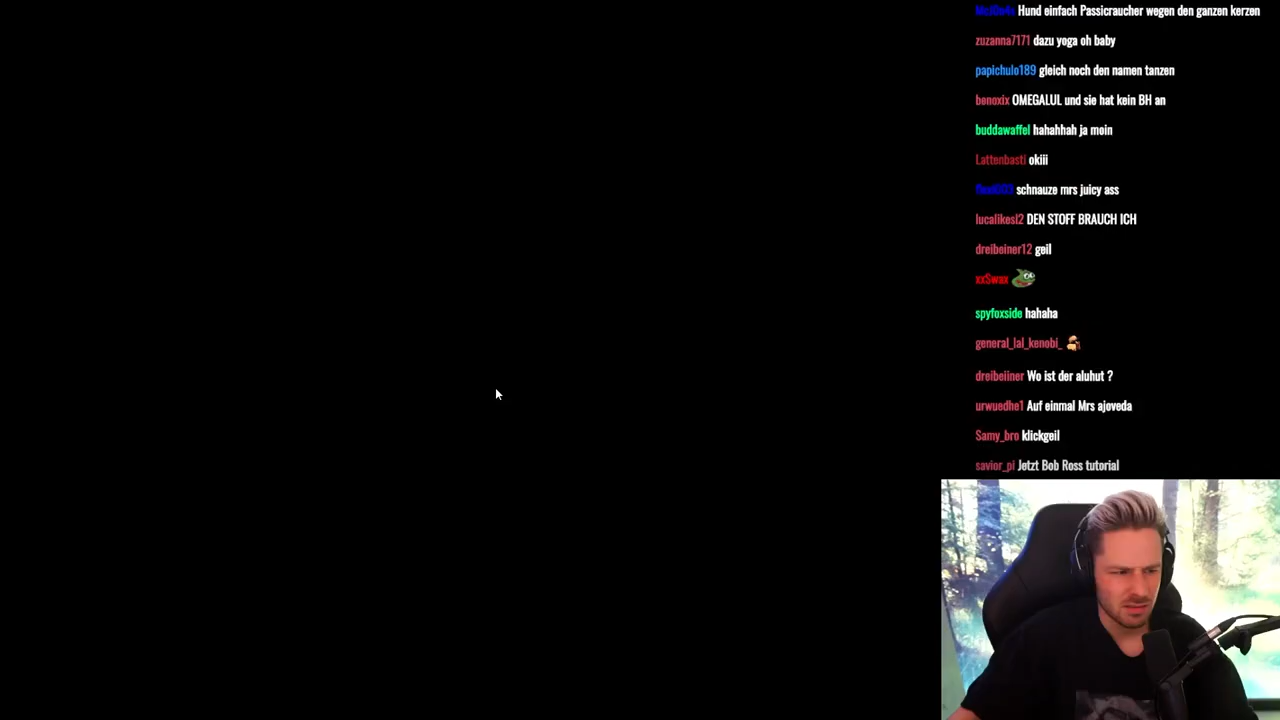 Hund einfach Passicraucher wegen den ganzen kerzen
zuzanna7171 dazu yoga oh baby
papichulo189 gleich noch den namen tanzen
benoxix OMEGALUL und sie hat kein BH an
buddawaffel hahahhah ja moin
Lattenbasti okiii
schnauze mrs juicy ass
lucalikesl2 DEN STOFF BRAUCH ICH
dreibeiner12 geil
xxSwax
spyfoxside hahaha
general_lal_kenobi_
dreibeiiner Wo ist der aluhut ?
urwuedhe1 Auf einmal Mrs ajoveda
Samy_bro klickgeil
savior_pl Jetzt Bob Ross tutorial